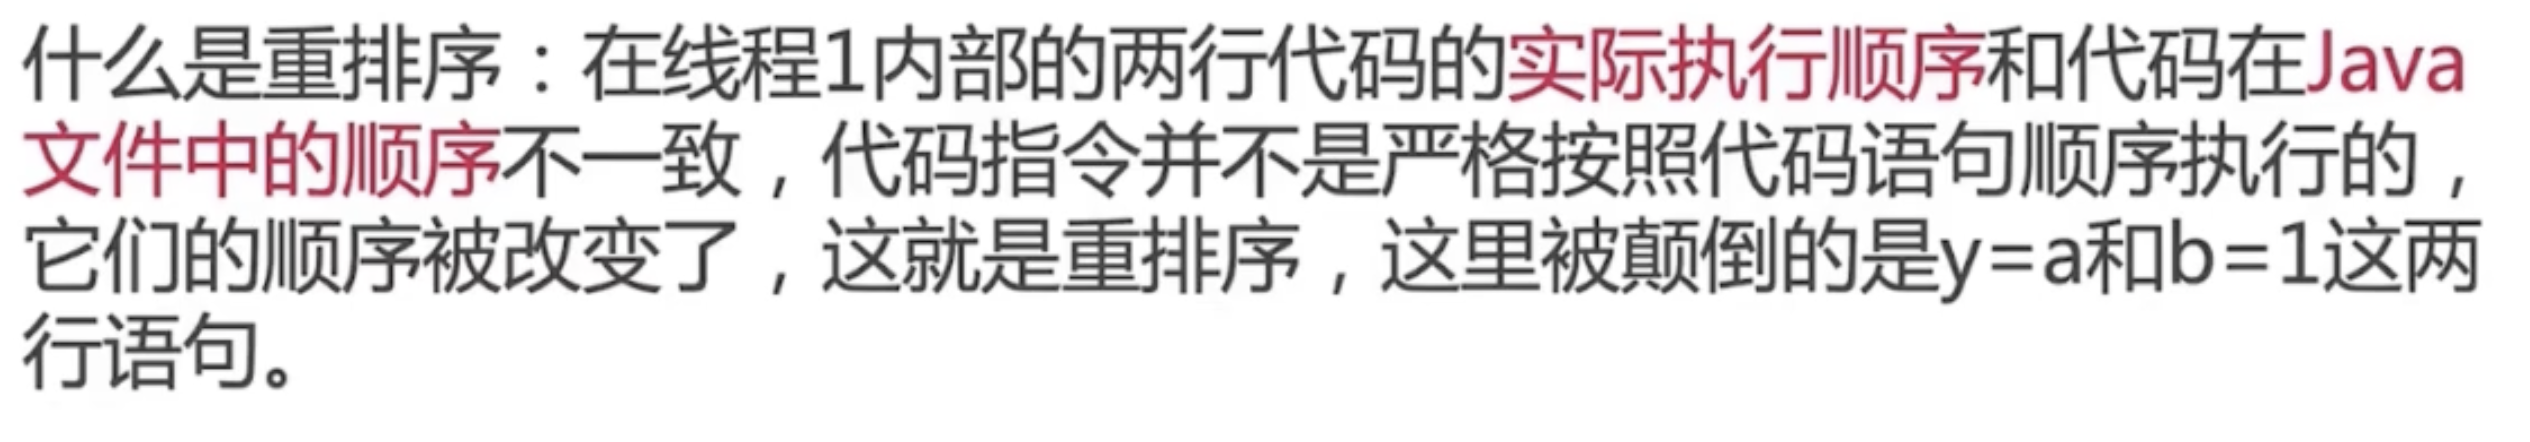 什么是重排序：在线程1内部的两行代码的实际执行顺序和代码在Java
文件中的顺序不一致，代码指令并不是严格按照代码语句顺序执行的，
它们的顺序被改变了，这就是重排序，这里被颠倒的是y=a和b=1这两
行语句。